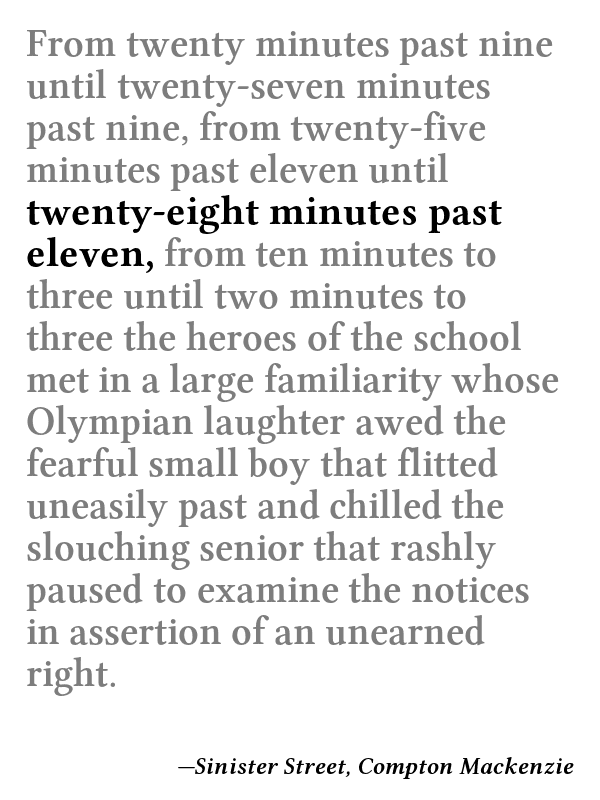 From twenty minutes past nine
until twenty-seven minutes
past nine, from twenty-five
minutes past eleven until
twenty-eight minutes past
eleven, from ten minutes to
three until two minutes to
three the heroes of the school
met in a large familiarity whose
Olympian laughter awed the
fearful small boy that flitted
uneasily past and chilled the
slouching senior that rashly
paused to examine the notices
in assertion of an unearned
right.
—Sinister Street, Compton Mackenzie